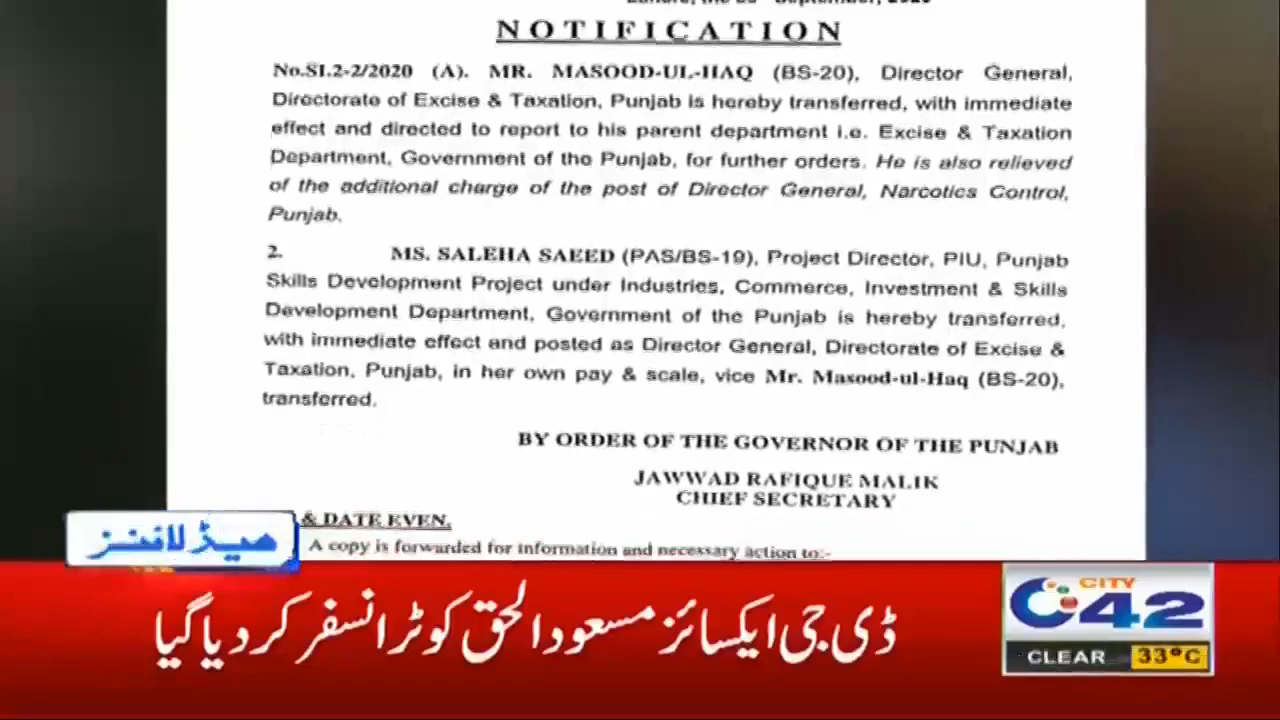 NOTIFICATION
No.SI.2-2/2020 (A). MR. MASOOD-UL-HAQ (BS-20), Director General,
Directorate of Excise & Taxation, Punjab is hereby transferred, with immediate
effect and directed to report to his parent department i.e. Excise & Taxation
Department, Government of the Punjab, for further orders. He is also relieved
of the additional charge of the post of Director General, Narcotics Control,
Punjab.
2. MS. SALEHA SAEED (PAS/BS-19), Project Director, PIU, Punjab
Skills Development Project under Industries, Commerce, Investment & Skills
Development Department, Government of the Punjab is hereby transferred,
with immediate effect and posted as Director General, Directorate of Excise &
Taxation, Punjab, in her own pay & scale, vice Mr. Masood-ul-Haq (BS-20),
transferred.
BY ORDER OF THE GOVERNOR OF THE PUNJAB
JAWWAD RAFIQUE MALIK
CHIEF SECRETARY
& DATE EVEN.
A copy is forwarded for information and necessary action to:-
ھیڈ لائنز
ڈی جی ایکسائز مسعود الحق کو ٹرانسفر کر دیا گیا
CITY
42
CLEAR 33°C